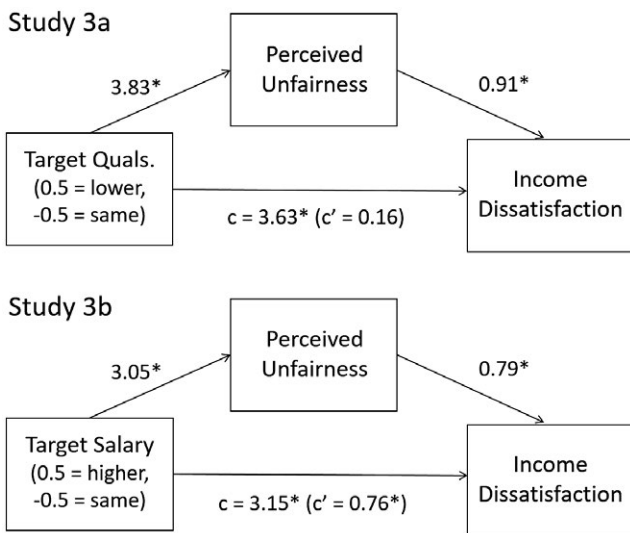 Study 3a
Perceived
Unfairness
3.83*
0.91*
Target Quals.
(0.5 = lower,
-0.5 = same)
c = 3.63* (c’ = 0.16)
Income
Dissatisfaction
Study 3b
Perceived
Unfairness
3.05*
0.79*
Target Salary
(0.5 = higher,
-0.5 = same)
c = 3.15* (c’ = 0.76*)
Income
Dissatisfaction